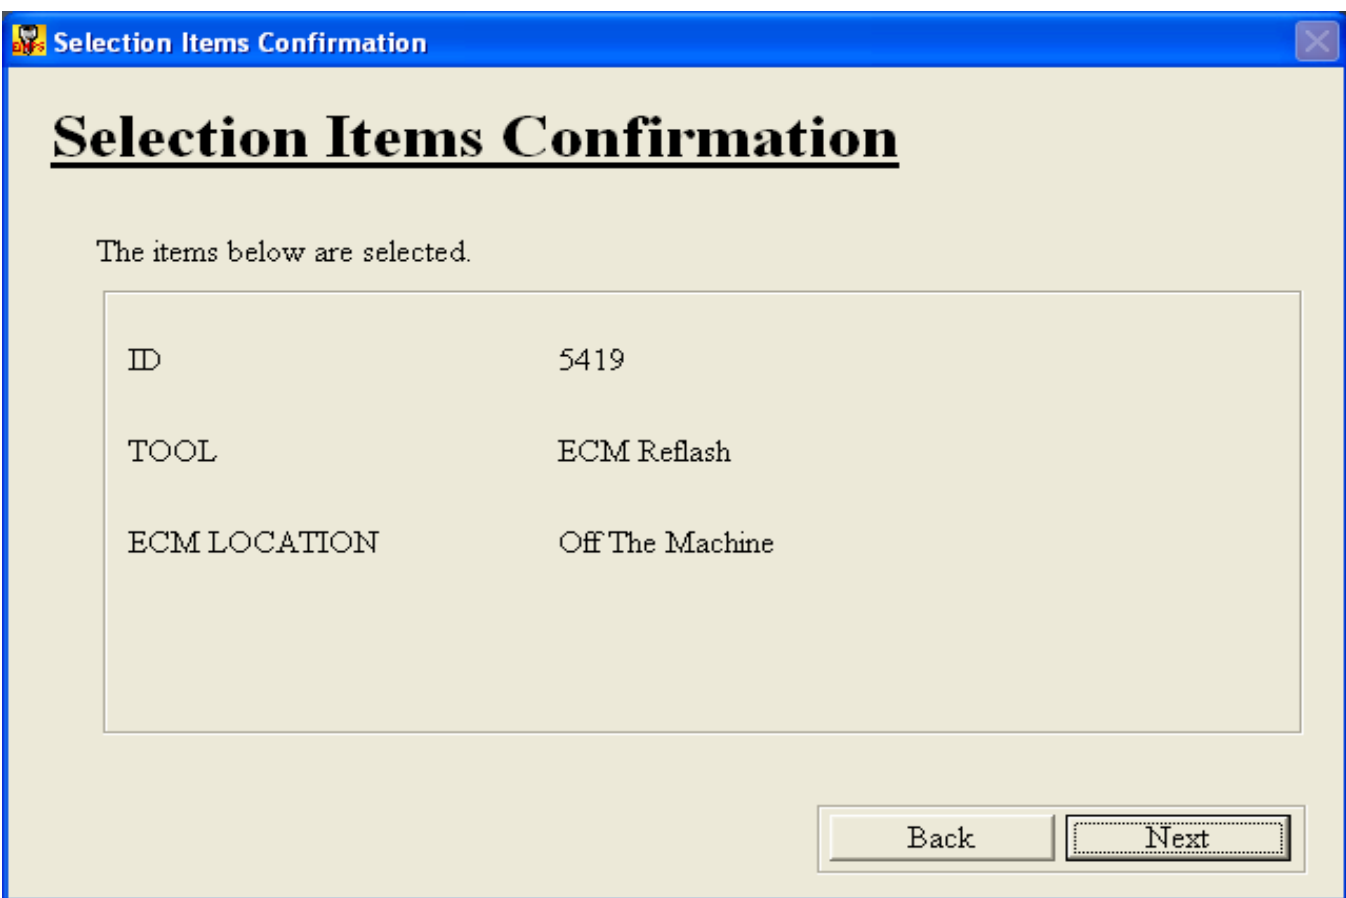 Selection Items Confirmation
Selection Items Confirmation
The items below are selected.
ID 5419
TOOL ECM Reflash
ECM LOCATION Off The Machine
Back Next